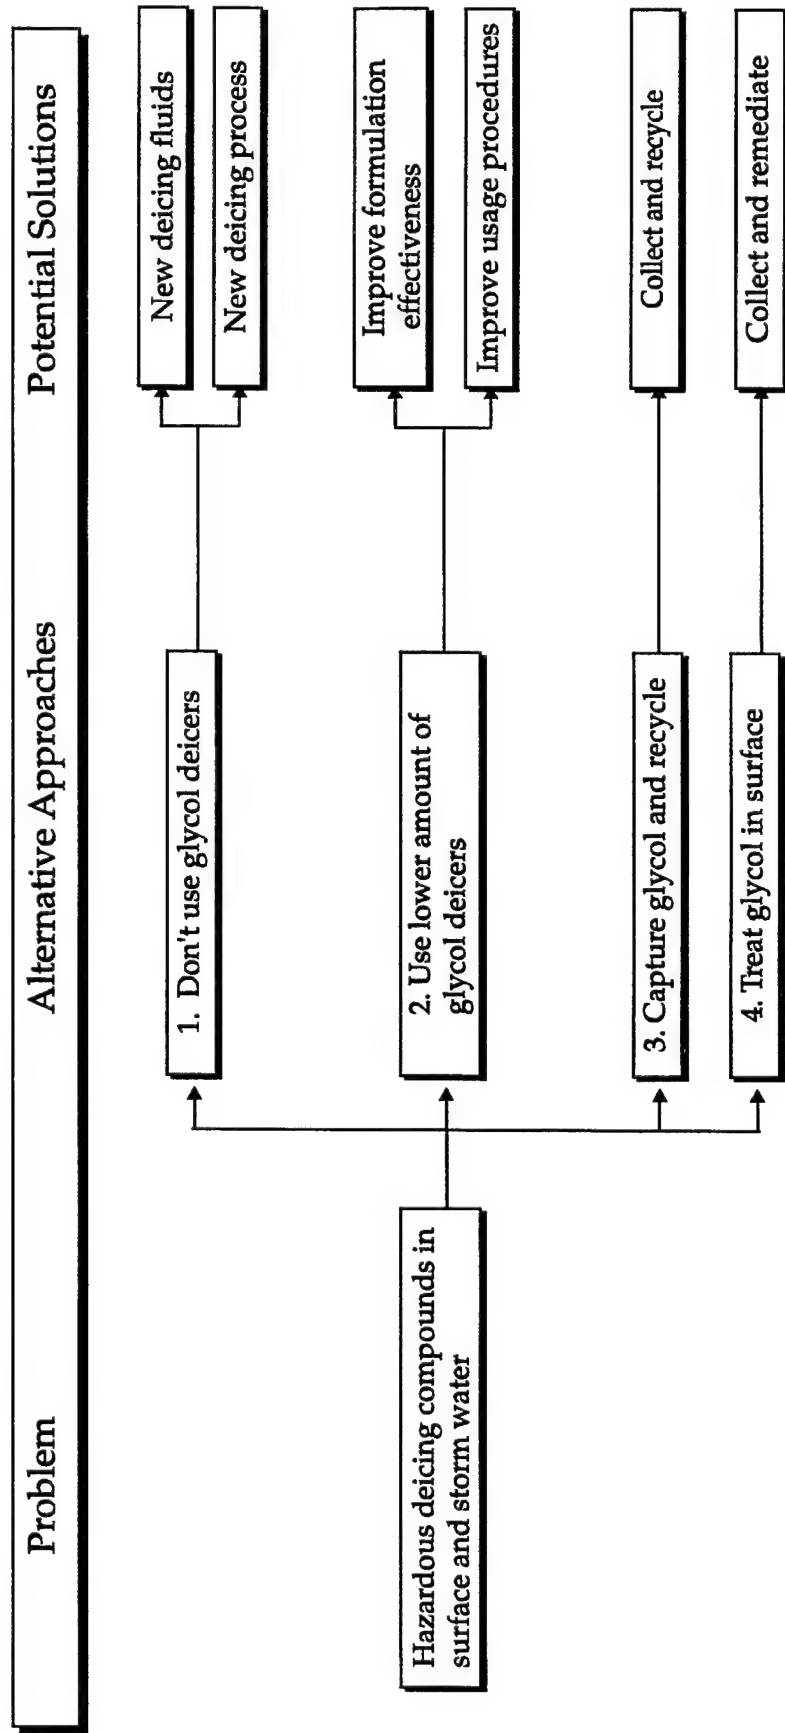 Problem Alternative Approaches Potential Solutions
Hazardous deicing compounds in
surface and storm water
1. Don't use glycol deicers
2. Use lower amount of
glycol deicers
3. Capture glycol and recycle
4. Treat glycol in surface
New deicing fluids
New deicing process
Improve formulation
effectiveness
Improve usage procedures
Collect and recycle
Collect and remediate